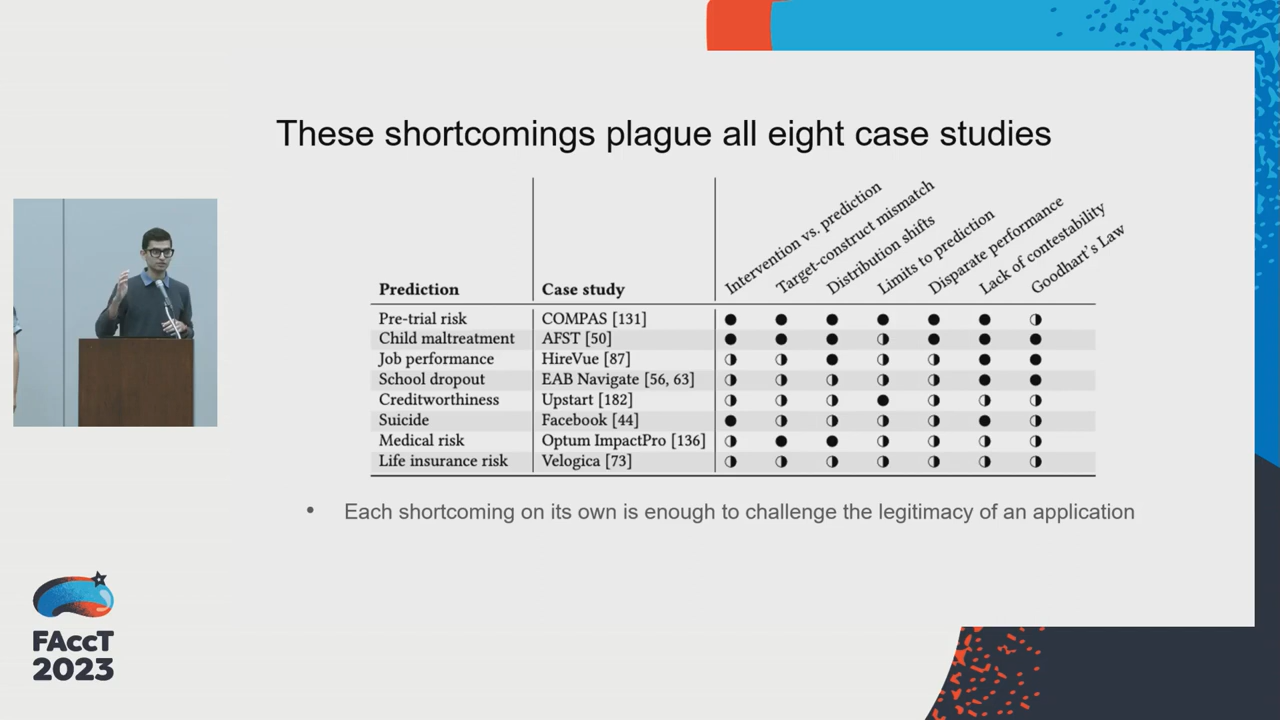 These shortcomings plague all eight case studies
Prediction Case study Intervention vs. prediction Target-construct mismatch Distribution shifts Limits to prediction Disparate performance Lack of contestability Goodhart's Law
Pre-trial risk COMPAS [131] ● ● ● ● ● ● ◑
Child maltreatment AFST [50] ● ● ● ◑ ● ● ●
Job performance HireVue [87] ◑ ◑ ● ◑ ◑ ● ●
School dropout EAB Navigate [56, 63] ◑ ◑ ◑ ◑ ◑ ● ●
Creditworthiness Upstart [182] ◑ ◑ ◑ ● ◑ ◑ ◑
Suicide Facebook [44] ● ◑ ◑ ◑ ◑ ● ◑
Medical risk Optum ImpactPro [136] ◑ ● ● ◑ ◑ ◑ ◑
Life insurance risk Velogica [73] ◑ ◑ ◑ ◑ ◑ ◑ ◑
• Each shortcoming on its own is enough to challenge the legitimacy of an application
FAccT
2023